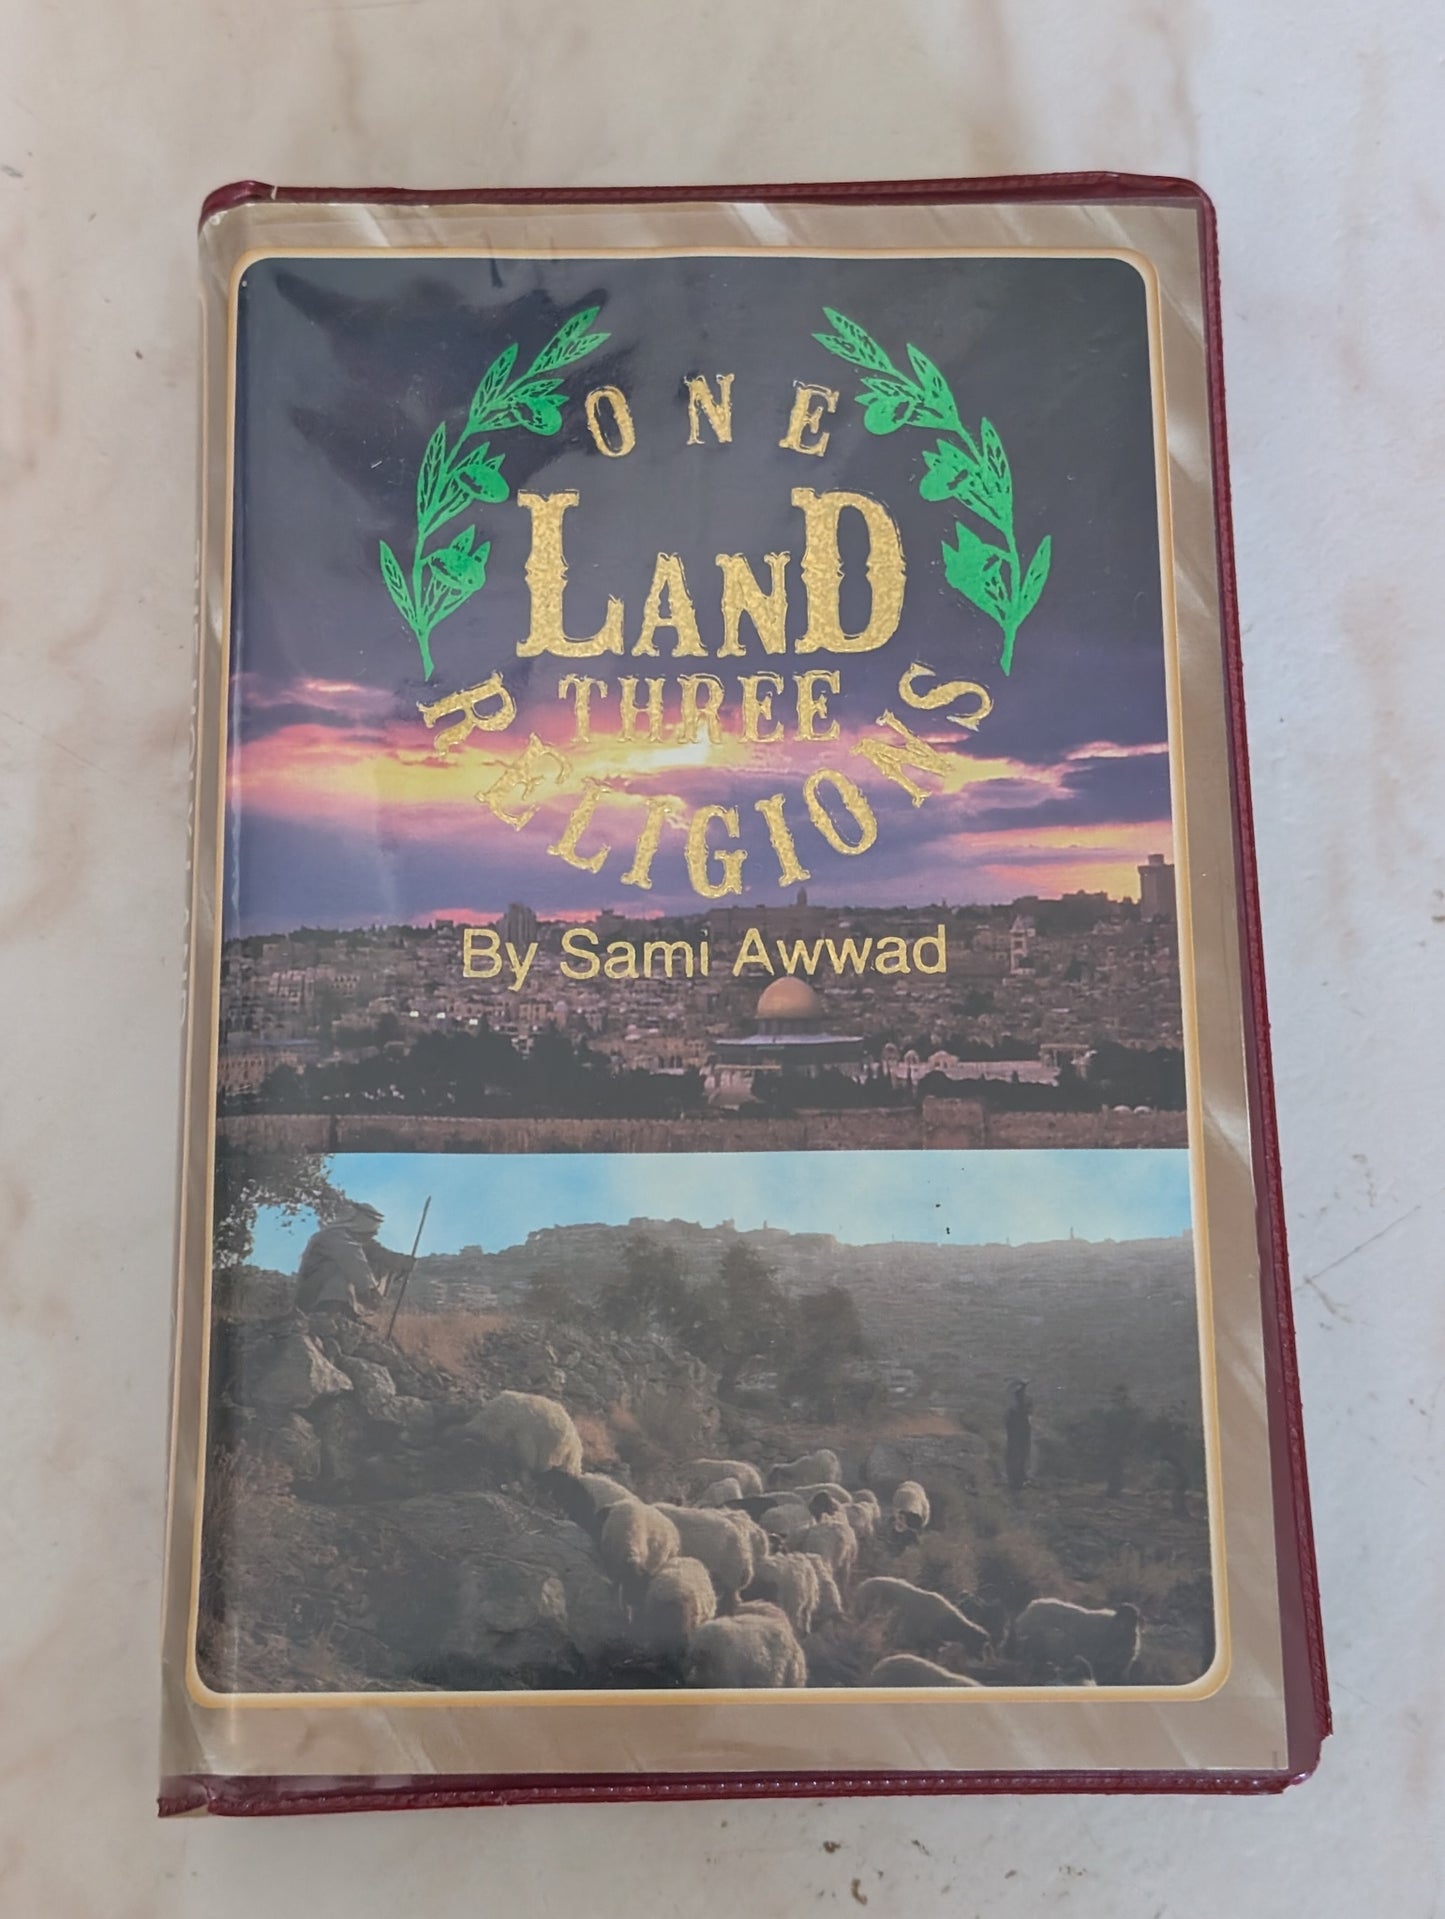 ONE
LAND
THREE
RELIGIONS
By Sami Awwad